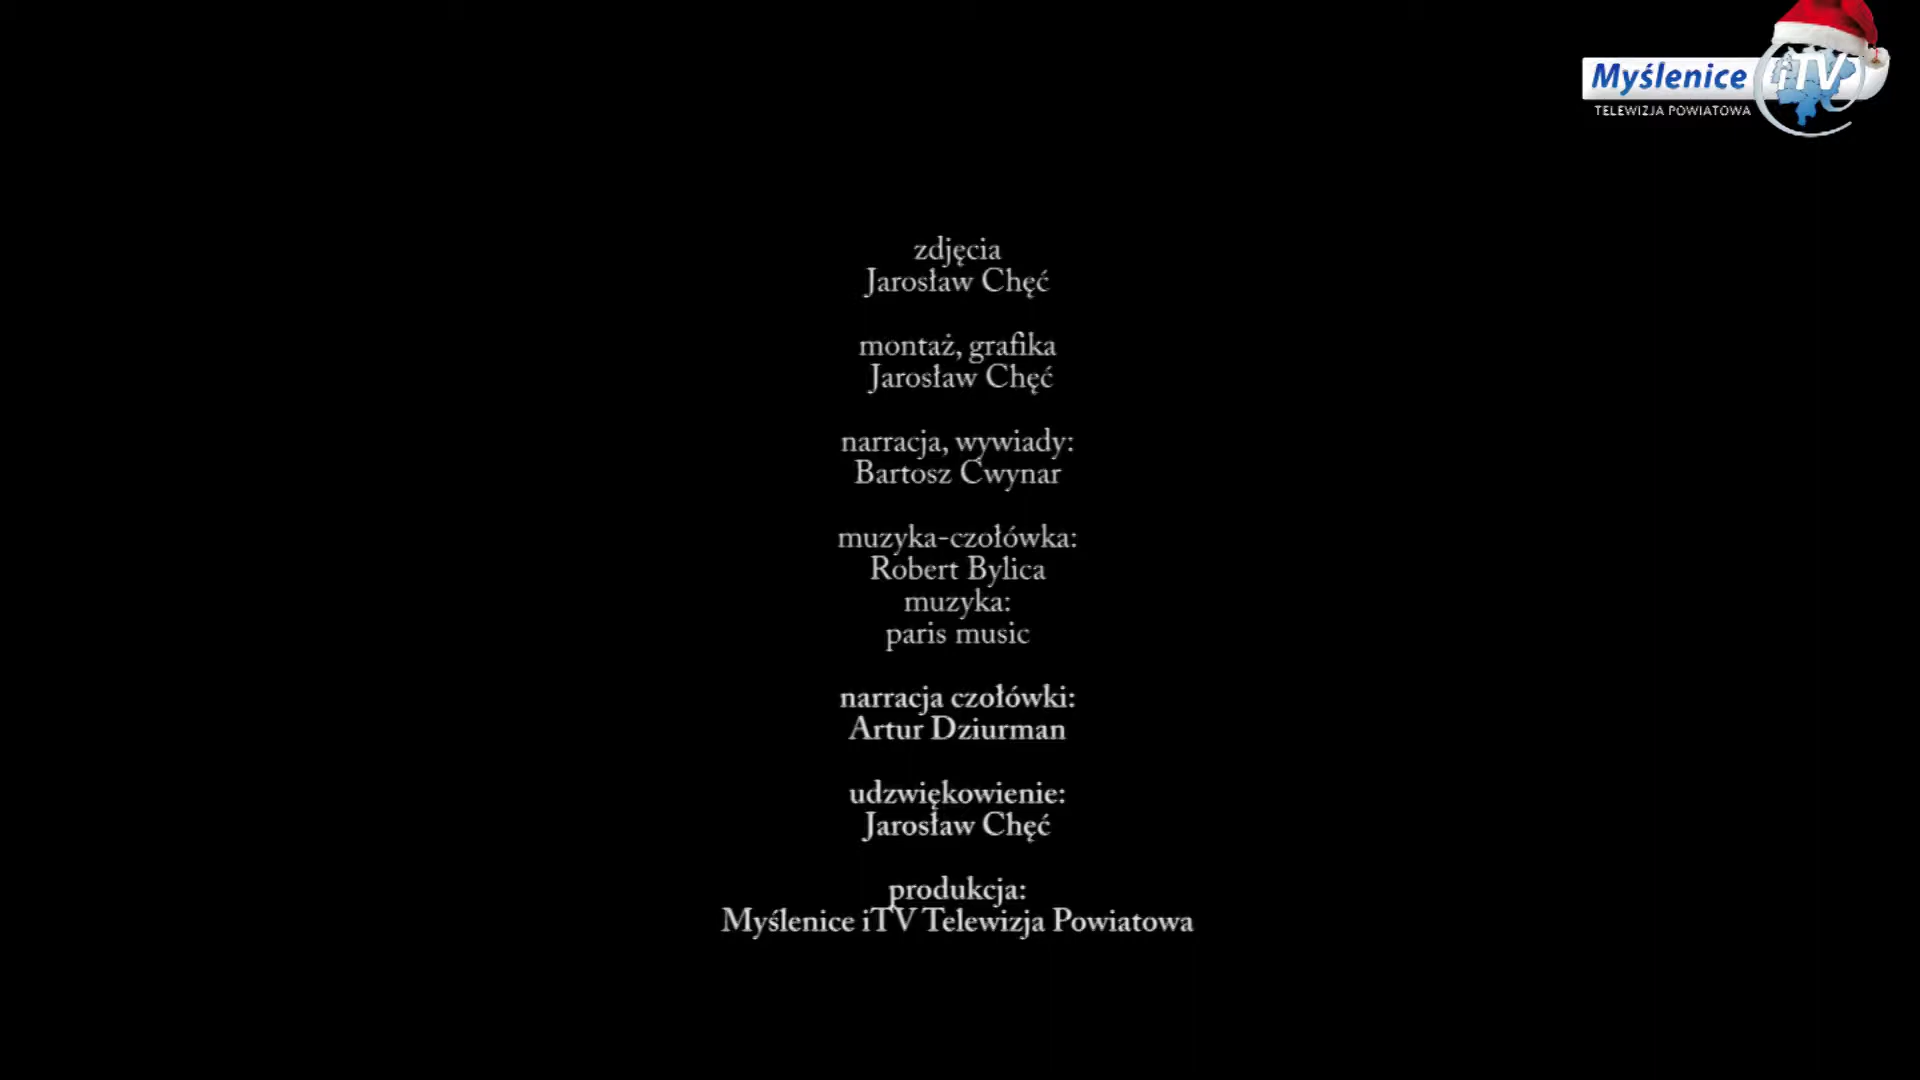 Myślenice iTV
TELEWIZJA POWIATOWA
zdjęcia
Jarosław Chęć
montaż, grafika
Jarosław Chęć
narracja, wywiady:
Bartosz Cwynar
muzyka-czołówka:
Robert Bylica
muzyka:
paris music
narracja czołówki:
Artur Dziurman
udzwiękowienie:
Jarosław Chęć
produkcja:
Myślenice iTV Telewizja Powiatowa